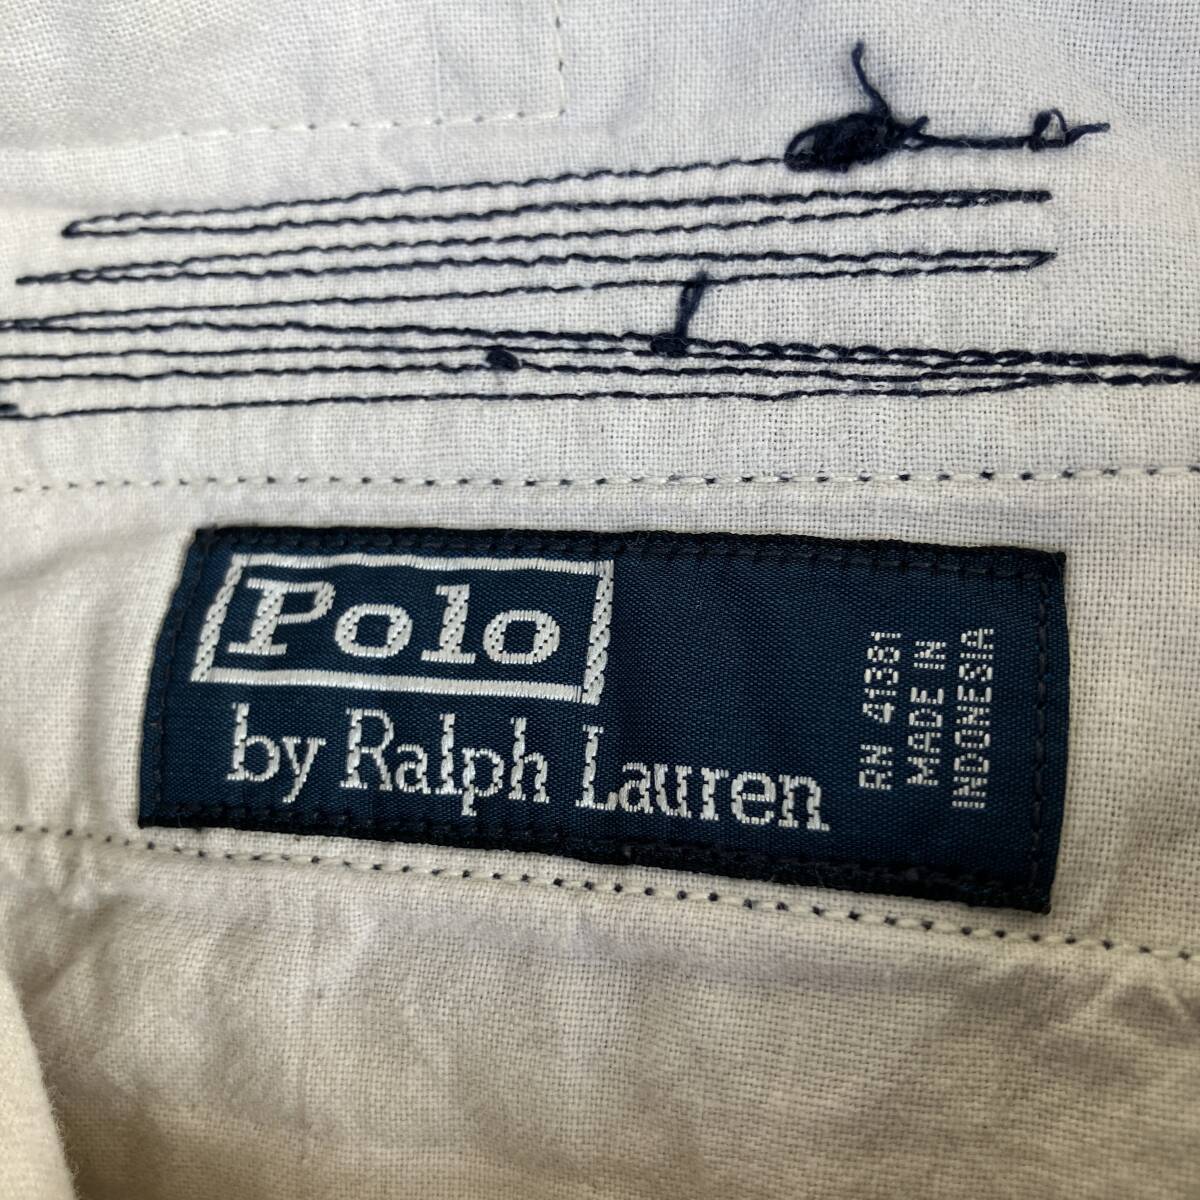 Polo
by Ralph Lauren
RN 41381
MADE IN
INDONESIA